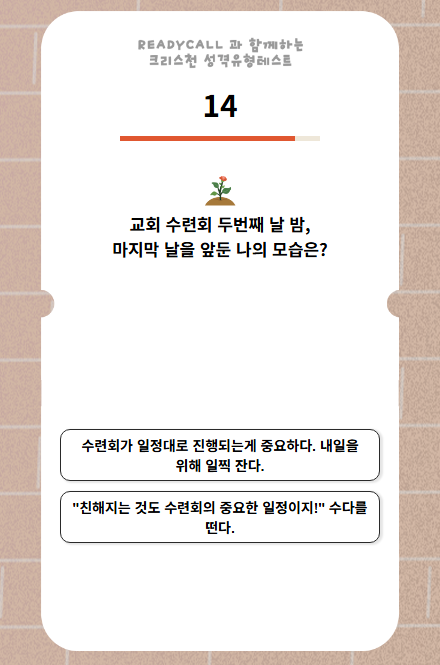 READYCALL 과 함께하는
크리스천 성격유형테스트
14
교회 수련회 두번째 날 밤,
마지막 날을 앞둔 나의 모습은?
수련회가 일정대로 진행되는게 중요하다. 내일을
위해 일찍 잔다.
"친해지는 것도 수련회의 중요한 일정이지!" 수다를
떤다.